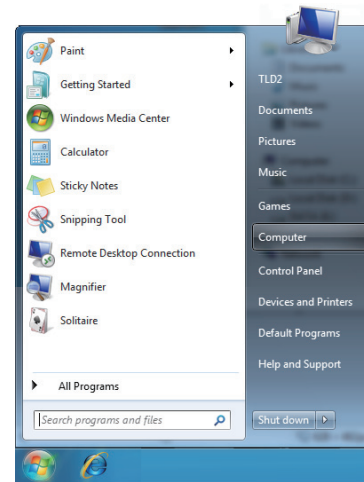 Paint
Getting Started
Windows Media Center
Calculator
Sticky Notes
Snipping Tool
Remote Desktop Connection
Magnifier
Solitaire
All Programs
Search programs and files
TLD2
Documents
Pictures
Music
Games
Computer
Control Panel
Devices and Printers
Default Programs
Help and Support
Shut down